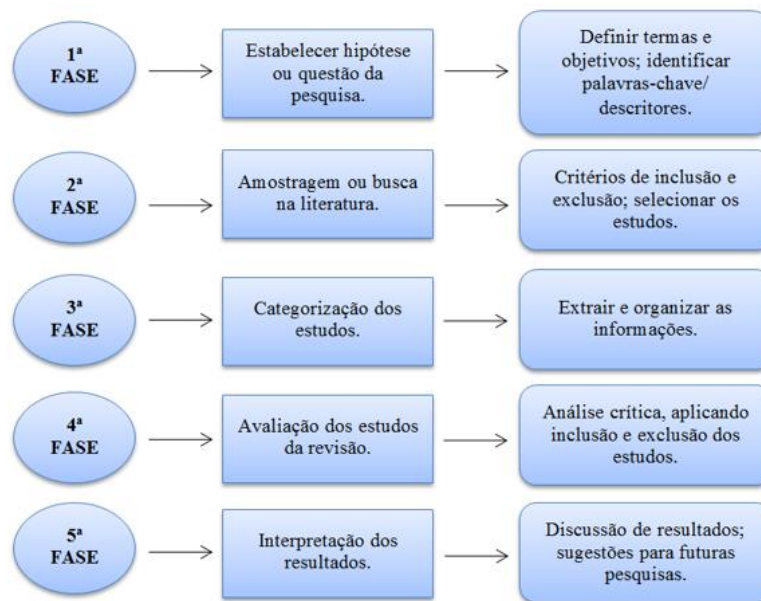 1ª
FASE
Estabelecer hipótese
ou questão da
pesquisa.
Definir termas e
objetivos; identificar
palavras-chave/
descritores.
2ª
FASE
Amostragem ou busca
na literatura.
Critérios de inclusão e
exclusão; selecionar os
estudos.
3ª
FASE
Categorização dos
estudos.
Extrair e organizar as
informações.
4ª
FASE
Avaliação dos estudos
da revisão.
Análise crítica, aplicando
inclusão e exclusão dos
estudos.
5ª
FASE
Interpretação dos
resultados.
Discussão de resultados;
sugestões para futuras
pesquisas.